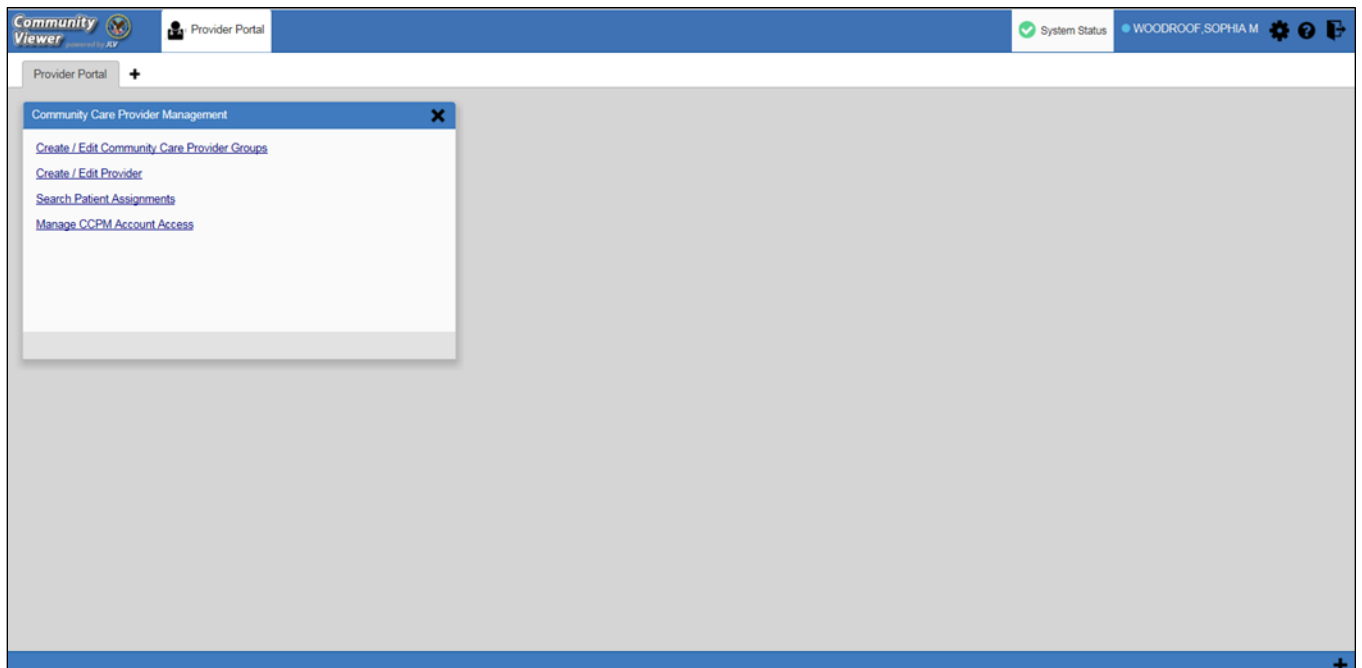 Community
Viewer powered by JLV
Provider Portal
System Status
WOODROOF,SOPHIA M
Provider Portal
Community Care Provider Management
Create / Edit Community Care Provider Groups
Create / Edit Provider
Search Patient Assignments
Manage CCPM Account Access